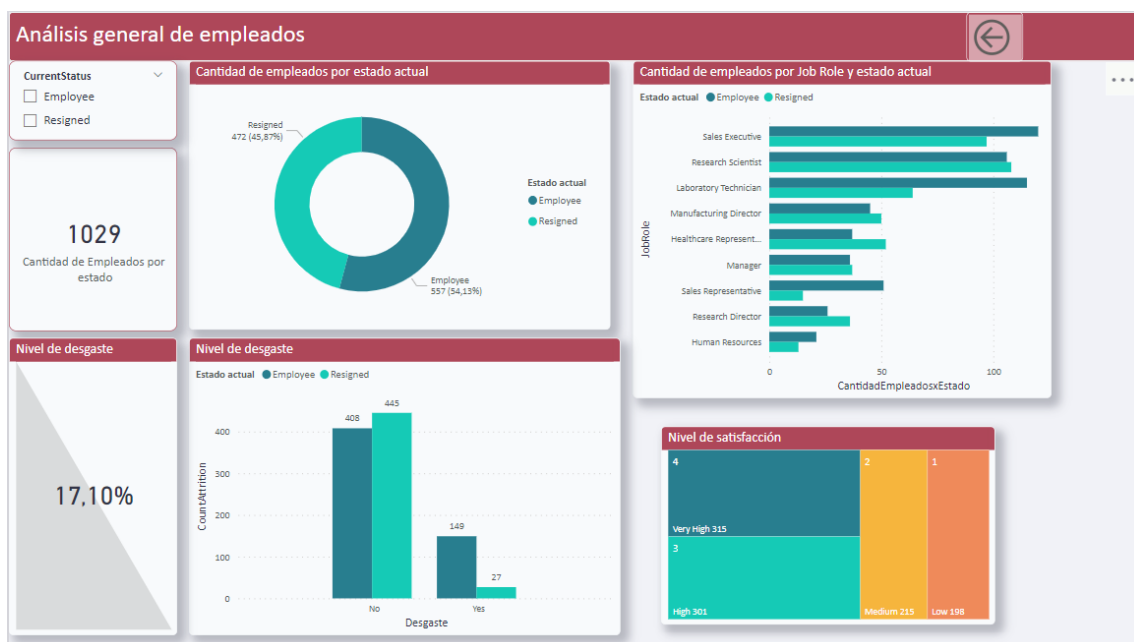 Análisis general de empleados
CurrentStatus
Employee
Resigned
1029
Cantidad de Empleados por
estado
Cantidad de empleados por estado actual
Resigned
472 (45,87%)
Employee
557 (54,13%)
Estado actual
Employee
Resigned
Cantidad de empleados por Job Role y estado actual
Estado actual Employee Resigned
JobRole
Sales Executive
Research Scientist
Laboratory Technician
Manufacturing Director
Healthcare Represent...
Manager
Sales Representative
Research Director
Human Resources
0 50 100
CantidadEmpleadosxEstado
Nivel de desgaste
17,10%
Nivel de desgaste
Estado actual Employee Resigned
CountAttrition
400
300
200
100
0
408
445
149
27
No Yes
Desgaste
Nivel de satisfacción
4
Very High 315
3
High 301
2
Medium 215
1
Low 198